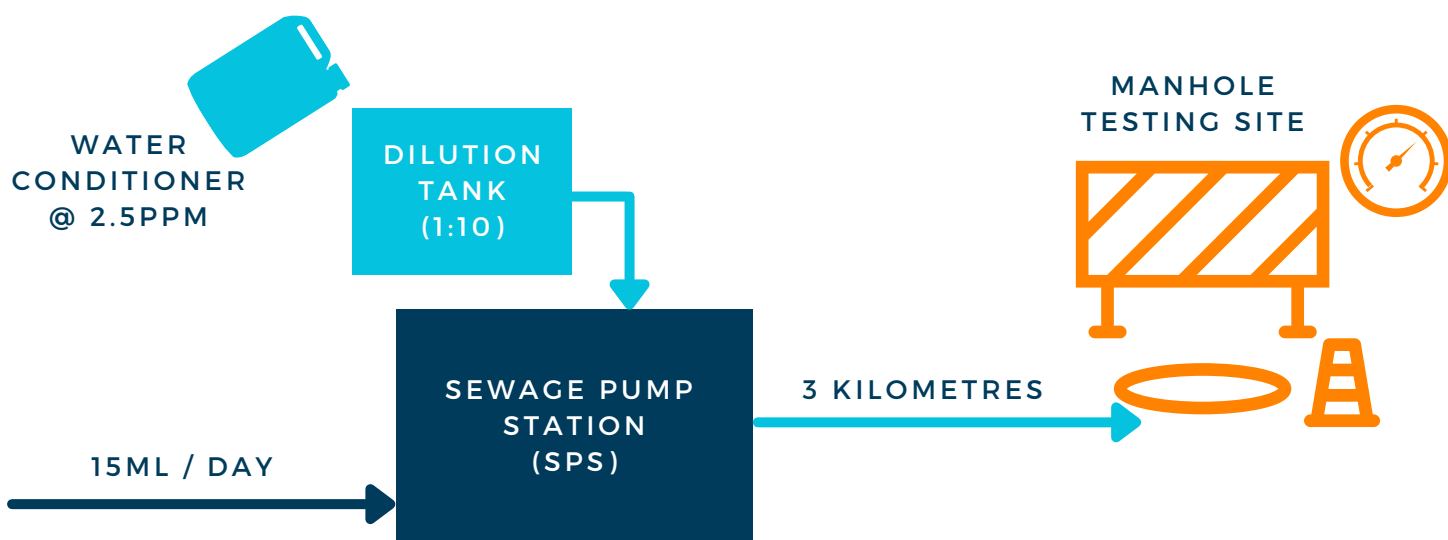 WATER
CONDITIONER
@ 2.5PPM
DILUTION
TANK
(1:10)
MANHOLE
TESTING SITE
SEWAGE PUMP
STATION
(SPS)
3 KILOMETRES
15ML / DAY